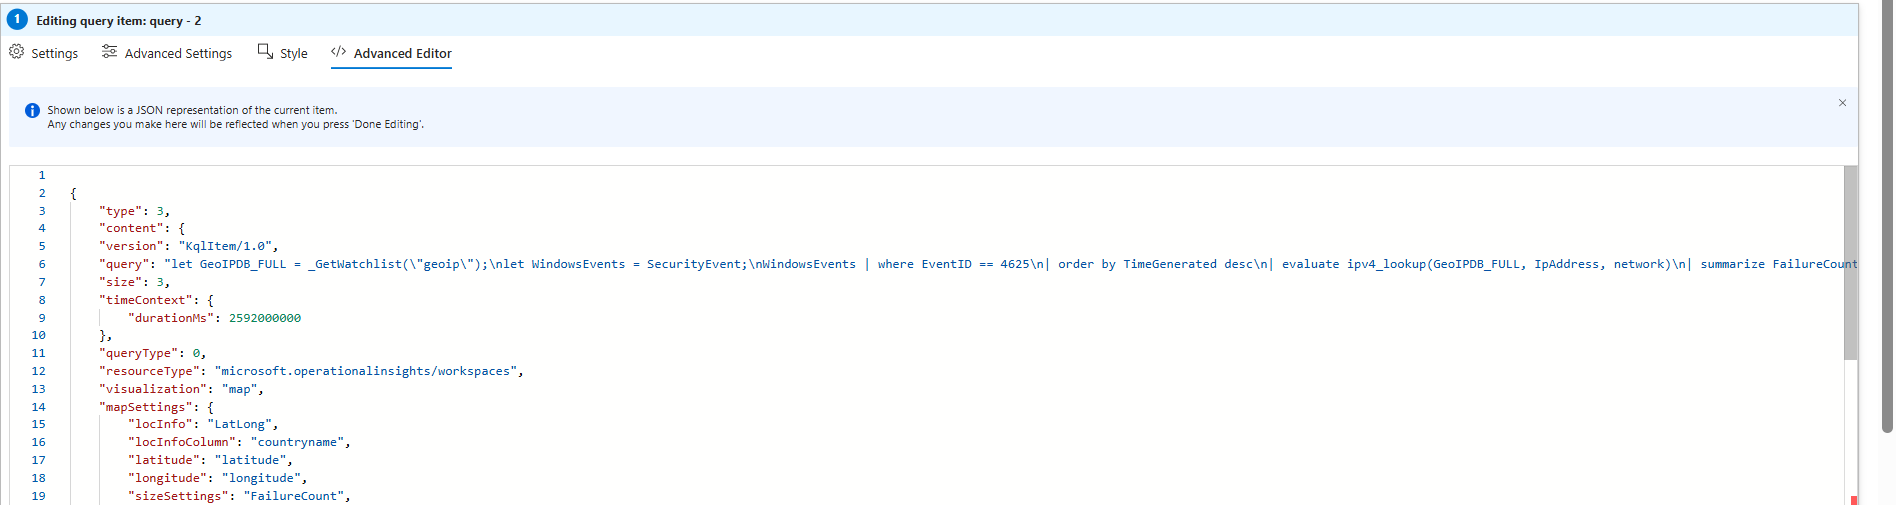 1 Editing query item: query - 2
Settings Advanced Settings Style </> Advanced Editor
Shown below is a JSON representation of the current item.
Any changes you make here will be reflected when you press 'Done Editing'.
1
2 {
3 "type": 3,
4 "content": {
5 "version": "KqlItem/1.0",
6 "query": "let GeoIPDB_FULL = _GetWatchlist(\"geoip\");\nlet WindowsEvents = SecurityEvent;\nWindowsEvents | where EventID == 4625\n| order by TimeGenerated desc\n| evaluate ipv4_lookup(GeoIPDB_FULL, IpAddress, network)\n| summarize FailureCount
7 "size": 3,
8 "timeContext": {
9 "durationMs": 2592000000
10 },
11 "queryType": 0,
12 "resourceType": "microsoft.operationalinsights/workspaces",
13 "visualization": "map",
14 "mapSettings": {
15 "locInfo": "LatLong",
16 "locInfoColumn": "countryname",
17 "latitude": "latitude",
18 "longitude": "longitude",
19 "sizeSettings": "FailureCount",